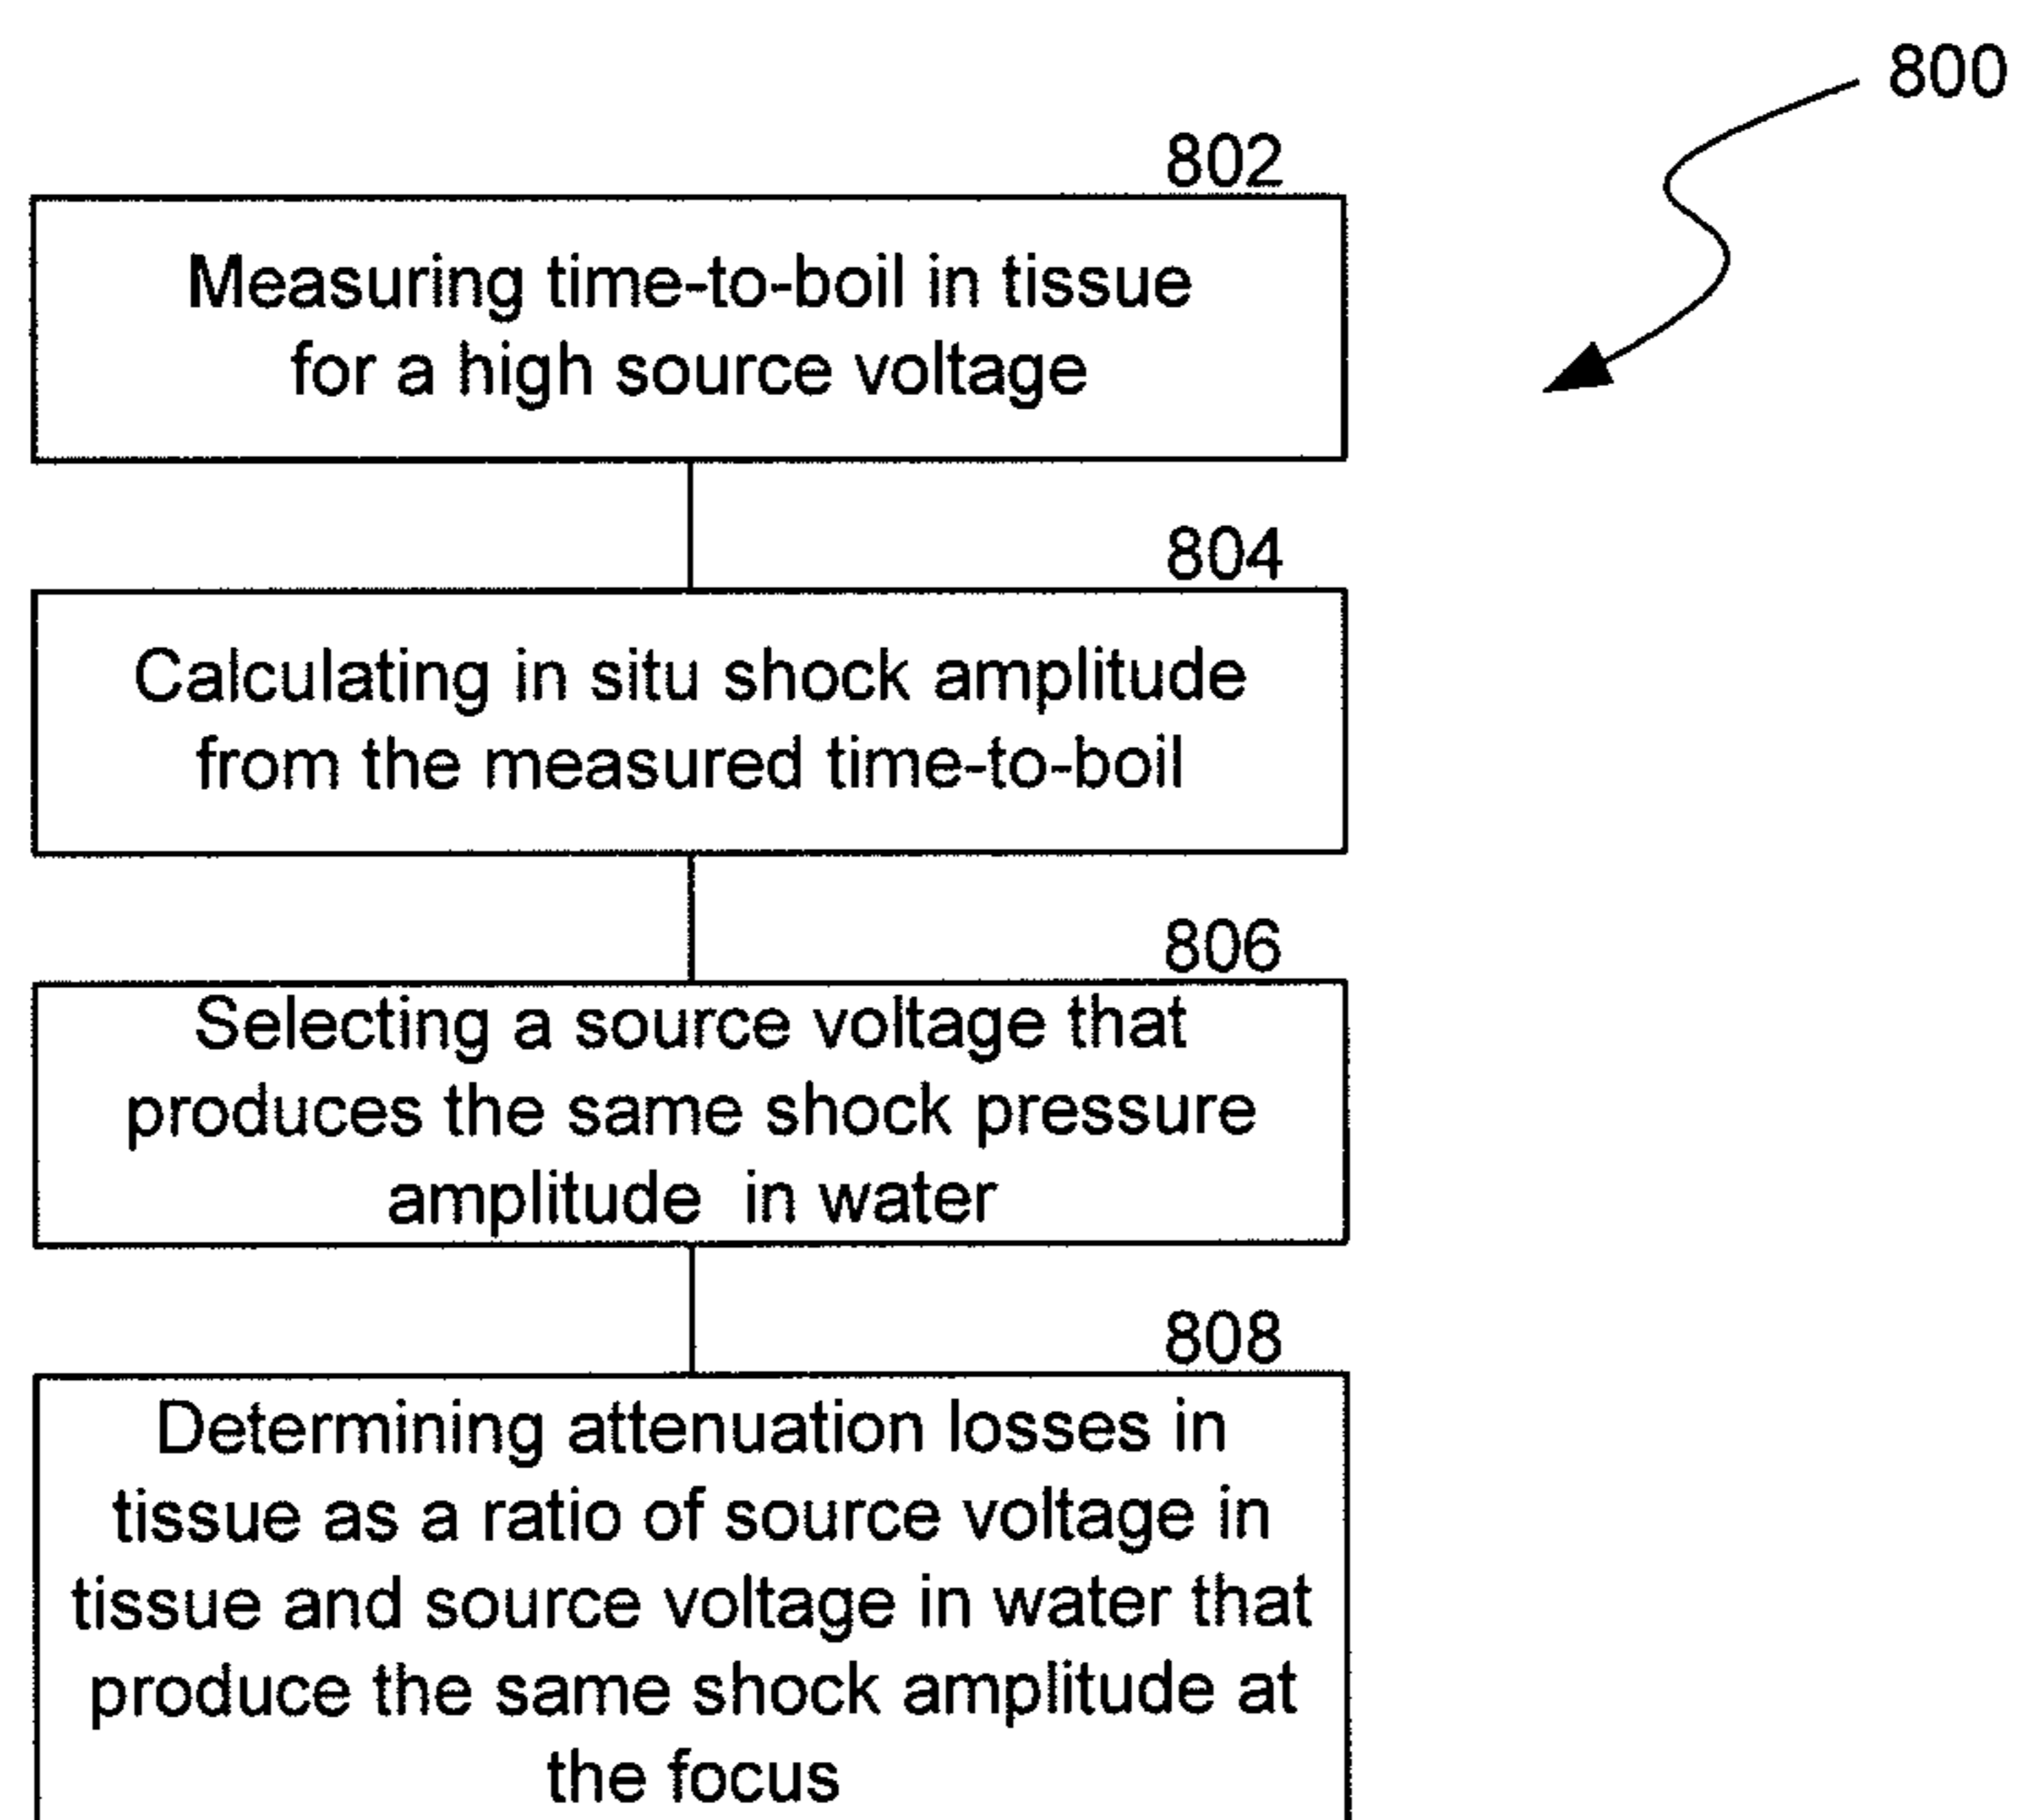 800
802
Measuring time-to-boil in tissue
for a high source voltage
804
Calculating in situ shock amplitude
from the measured time-to-boil
806
Selecting a source voltage that
produces the same shock pressure
amplitude in water
808
Determining attenuation losses in
tissue as a ratio of source voltage in
tissue and source voltage in water that
produce the same shock amplitude at
the focus